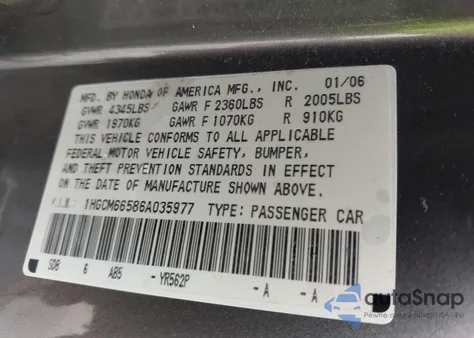 MFD. BY HONDA OF AMERICA MFG., INC. 01/06
GVWR 4345LBS GAWR F 2360LBS R 2005LBS
GVWR 1970KG GAWR F 1070KG R 910KG
THIS VEHICLE CONFORMS TO ALL APPLICABLE
FEDERAL MOTOR VEHICLE SAFETY, BUMPER,
AND THEFT PREVENTION STANDARDS IN EFFECT
ON THE DATE OF MANUFACTURE SHOWN ABOVE.
V.I.N. 1HGCM66586A035977 TYPE: PASSENGER CAR
SDB 6 AB5 - YR562P -A -A
autoSnap